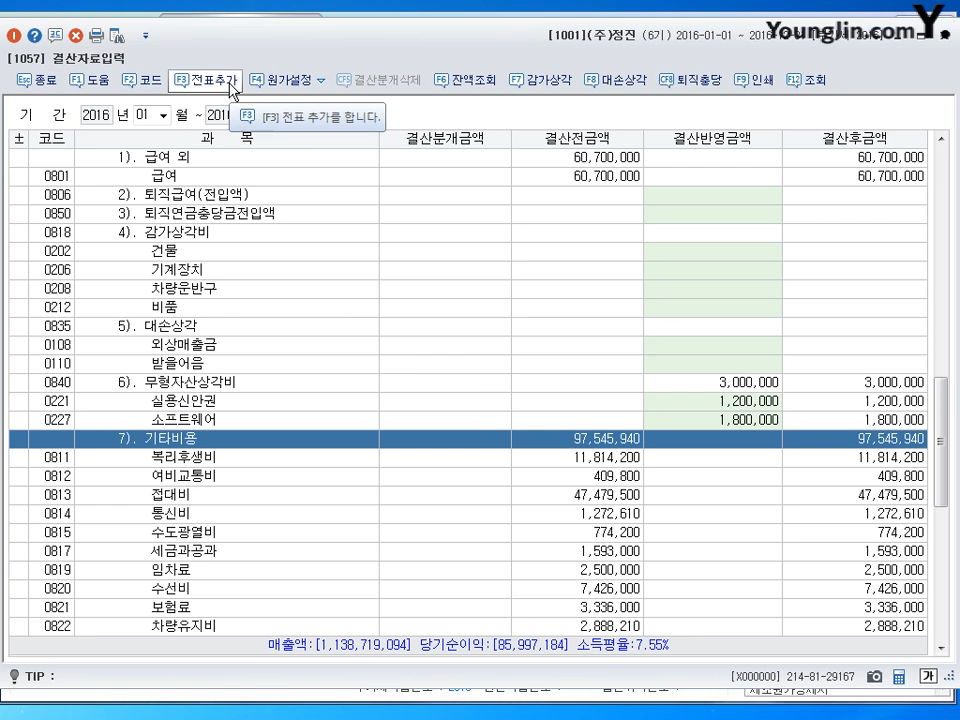 Younglin.com Y.
[1001](주)정진 (6기) 2016-01-01 ~ 2016-12-31
[1057] 결산자료입력
Esc 종료 F1 도움 F2 코드 F3 전표추가 F4 원가설정 CF5 결산분개삭제 F6 잔액조회 F7 감가상각 F8 대손상각 CF8 퇴직충당 F9 인쇄 F12 조회
기 간 2016 년 01 월 ~
F3 [F3] 전표 추가를 합니다.
± 코드 과 목 결산분개금액 결산전금액 결산반영금액 결산후금액
1). 급여 외 60,700,000 60,700,000
0801 급여 60,700,000 60,700,000
0806 2). 퇴직급여(전입액)
0850 3). 퇴직연금충당금전입액
0818 4). 감가상각비
0202 건물
0206 기계장치
0208 차량운반구
0212 비품
0835 5). 대손상각
0108 외상매출금
0110 받을어음
0840 6). 무형자산상각비 3,000,000 3,000,000
0221 실용신안권 1,200,000 1,200,000
0227 소프트웨어 1,800,000 1,800,000
7). 기타비용 97,545,940 97,545,940
0811 복리후생비 11,814,200 11,814,200
0812 여비교통비 409,800 409,800
0813 접대비 47,479,500 47,479,500
0814 통신비 1,272,610 1,272,610
0815 수도광열비 774,200 774,200
0817 세금과공과 1,593,000 1,593,000
0819 임차료 2,500,000 2,500,000
0820 수선비 7,426,000 7,426,000
0821 보험료 3,336,000 3,336,000
0822 차량유지비 2,888,210 2,888,210
매출액:[1,138,719,094] 당기순이익:[85,997,184] 소득평율:7.55%
TIP : [X000000] 214-81-29167 가